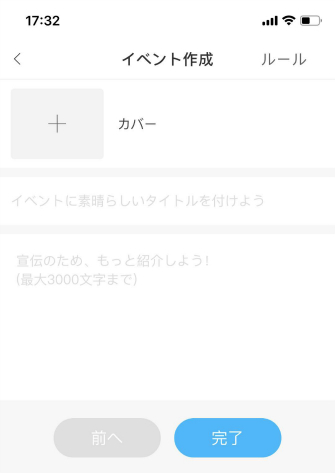 17:32
イベント作成
ルール
カバー
イベントに素晴らしいタイトルを付けよう
宣伝のため、もっと紹介しよう!
(最大3000文字まで)
前へ
完了